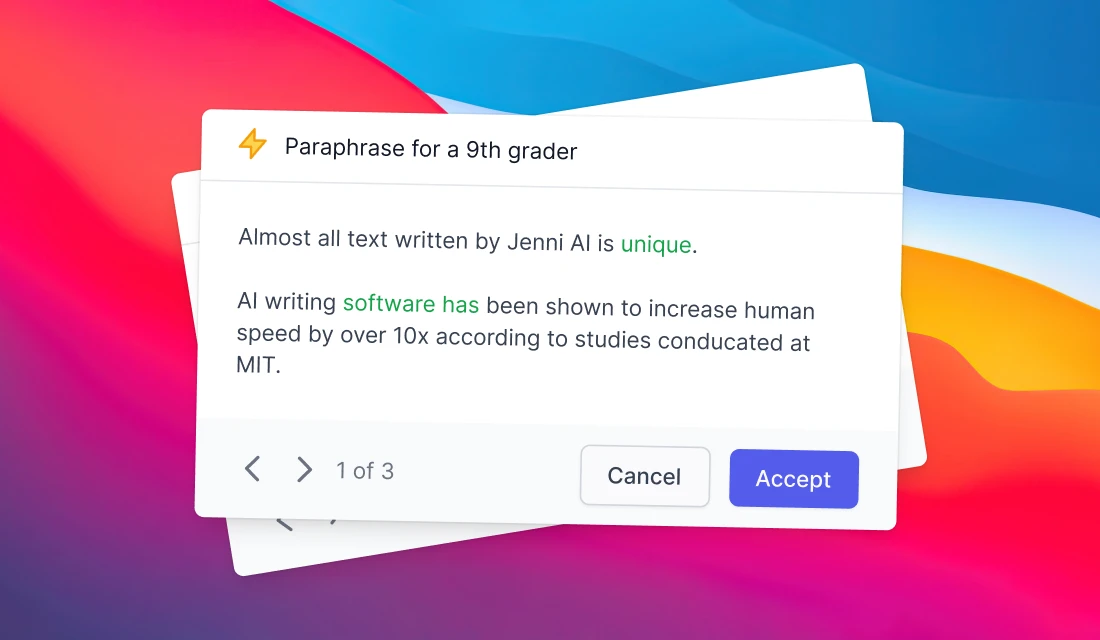 Paraphrase for a 9th grader
Almost all text written by Jenni AI is unique.
AI writing software has been shown to increase human
speed by over 10x according to studies conducated at
MIT.
1 of 3
Cancel
Accept